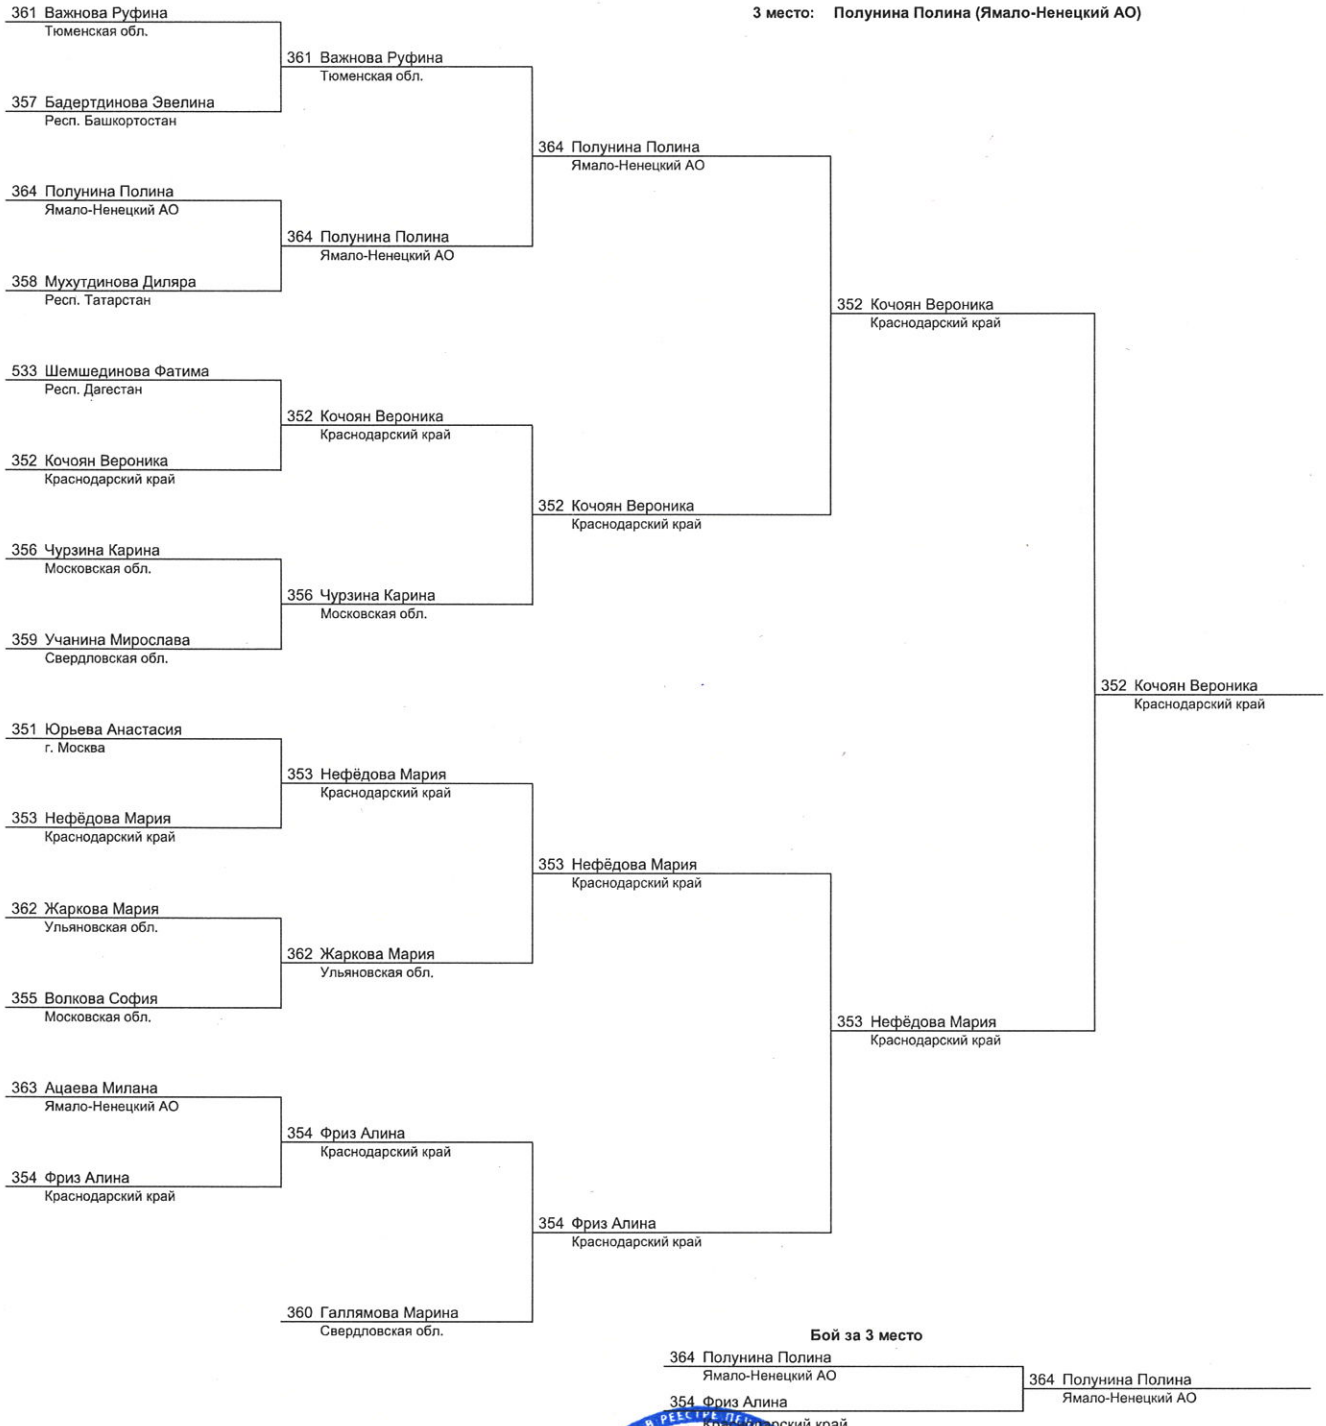 3 место: Полунина Полина (Ямало-Ненецкий АО)
361 Важнова Руфина
Тюменская обл.
361 Важнова Руфина
Тюменская обл.
357 Бадертдинова Эвелина
Респ. Башкортостан
364 Полунина Полина
Ямало-Ненецкий АО
364 Полунина Полина
Ямало-Ненецкий АО
364 Полунина Полина
Ямало-Ненецкий АО
358 Мухутдинова Диляра
Респ. Татарстан
352 Кочоян Вероника
Краснодарский край
533 Шемшединова Фатима
Респ. Дагестан
352 Кочоян Вероника
Краснодарский край
352 Кочоян Вероника
Краснодарский край
352 Кочоян Вероника
Краснодарский край
356 Чурзина Карина
Московская обл.
356 Чурзина Карина
Московская обл.
359 Учанина Мирослава
Свердловская обл.
352 Кочоян Вероника
Краснодарский край
351 Юрьева Анастасия
г. Москва
353 Нефёдова Мария
Краснодарский край
353 Нефёдова Мария
Краснодарский край
353 Нефёдова Мария
Краснодарский край
362 Жаркова Мария
Ульяновская обл.
362 Жаркова Мария
Ульяновская обл.
355 Волкова София
Московская обл.
353 Нефёдова Мария
Краснодарский край
363 Ацаева Милана
Ямало-Ненецкий АО
354 Фриз Алина
Краснодарский край
354 Фриз Алина
Краснодарский край
354 Фриз Алина
Краснодарский край
360 Галлямова Марина
Свердловская обл.
Бой за 3 место
364 Полунина Полина
Ямало-Ненецкий АО
364 Полунина Полина
Ямало-Ненецкий АО
354 Фриз Алина
Краснодарский край